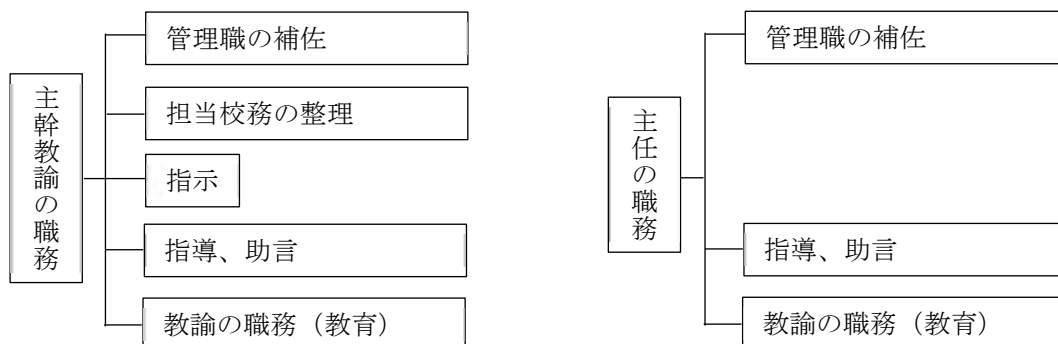 主幹教諭の職務
管理職の補佐
担当校務の整理
指示
指導、助言
教諭の職務（教育）
主任の職務
管理職の補佐
指導、助言
教諭の職務（教育）